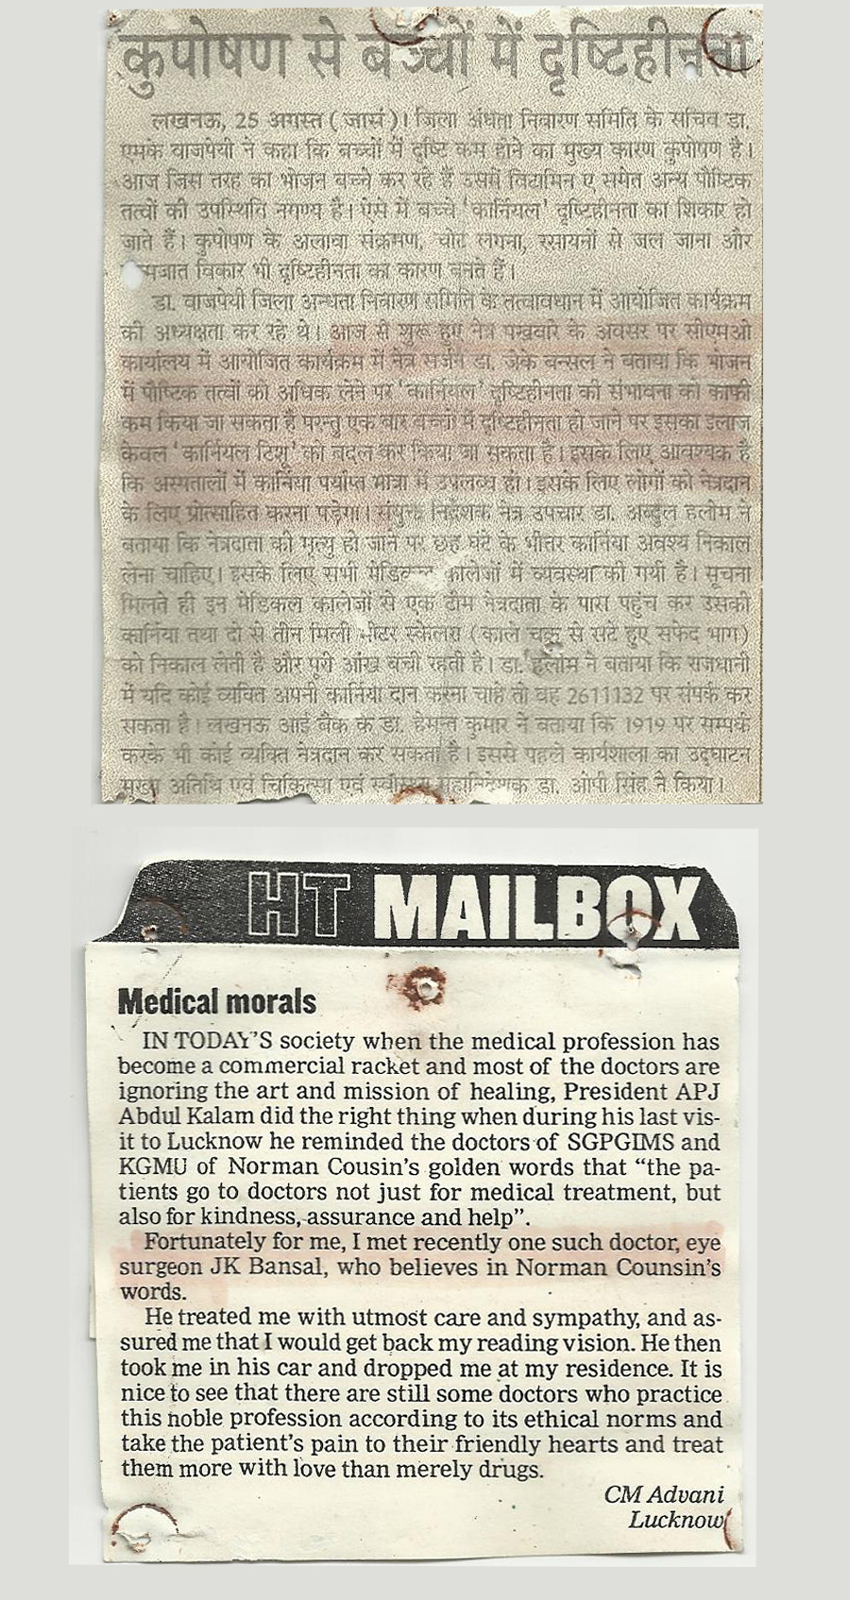 कुपोषण से बच्चों में दृष्टिहीनता
लखनऊ, 25 अगस्त (जासं)। जिला अंधता निवारण समिति के सचिव डा.
एमके वाजपेयी ने कहा कि बच्चों में दृष्टि कम होने का मुख्य कारण कुपोषण है।
आज जिस तरह का भोजन बच्चे कर रहे हैं उसमें विटामिन ए समेत अन्य पौष्टिक
तत्वों की उपस्थिति नगण्य है। ऐसे में बच्चे 'कार्नियल' दृष्टिहीनता का शिकार हो
जाते हैं। कुपोषण के अलावा संक्रमण, चोट लगना, रसायनों से जल जाना और
मजात विकार भी दृष्टिहीनता का कारण बनते हैं।
डा. वाजपेयी जिला अन्धता निवारण समिति के तत्वावधान में आयोजित कार्यक्रम
की अध्यक्षता कर रहे थे। आज से शुरू हुए नेत्र पखवारे के अवसर पर सीएमओ
कार्यालय में आयोजित कार्यक्रम में नेत्र सर्जन डा. जेके बन्सल ने बताया कि भोजन
में पौष्टिक तत्वों को अधिक लेने पर 'कार्नियल' दृष्टिहीनता की संभावना को काफी
कम किया जा सकता है परन्तु एक बार बच्चों में दृष्टिहीनता हो जाने पर इसका इलाज
केवल 'कार्नियल टिशू' को बदल कर किया जा सकता है। इसके लिए आवश्यक है
कि अस्पतालों में कार्निया पर्याप्त मात्रा में उपलब्ध हों। इसके लिए लोगों को नेत्रदान
के लिए प्रोत्साहित करना पड़ेगा। संयुक्त निदेशक नेत्र उपचार डा. अब्दुल हलीम ने
बताया कि नेत्रदाता की मृत्यु हो जाने पर छह घंटे के भीतर कार्निया अवश्य निकाल
लेना चाहिए। इसके लिए सभी मेडिकल कालेजों में व्यवस्था की गयी है। सूचना
मिलते ही इन मेडिकल कालेजों से एक टीम नेत्रदाता के पास पहुंच कर उसकी
कार्निया तथा दो से तीन मिली मीटर स्केलरा (काले चक्र से सटे हुए सफेद भाग)
को निकाल लेती है और पूरी आंख बची रहती है। डा. हलीम ने बताया कि राजधानी
में यदि कोई व्यक्ति अपनी कार्निया दान करना चाहे तो वह 2611132 पर संपर्क कर
सकता है। लखनऊ आई बैंक के डा. हेमन्त कुमार ने बताया कि 1919 पर सम्पर्क
करके भी कोई व्यक्ति नेत्रदान कर सकता है। इससे पहले कार्यशाला का उद्घाटन
मुख्य अतिथि एवं चिकित्सा एवं स्वास्थ्य महानिदेशक डा. ओपी सिंह ने किया।
HT MAILBOX
Medical morals
IN TODAY'S society when the medical profession has
become a commercial racket and most of the doctors are
ignoring the art and mission of healing, President APJ
Abdul Kalam did the right thing when during his last vis-
it to Lucknow he reminded the doctors of SGPGIMS and
KGMU of Norman Cousin's golden words that "the pa-
tients go to doctors not just for medical treatment, but
also for kindness, assurance and help".
Fortunately for me, I met recently one such doctor, eye
surgeon JK Bansal, who believes in Norman Counsin's
words.
He treated me with utmost care and sympathy, and as-
sured me that I would get back my reading vision. He then
took me in his car and dropped me at my residence. It is
nice to see that there are still some doctors who practice
this noble profession according to its ethical norms and
take the patient's pain to their friendly hearts and treat
them more with love than merely drugs.
CM Advani
Lucknow